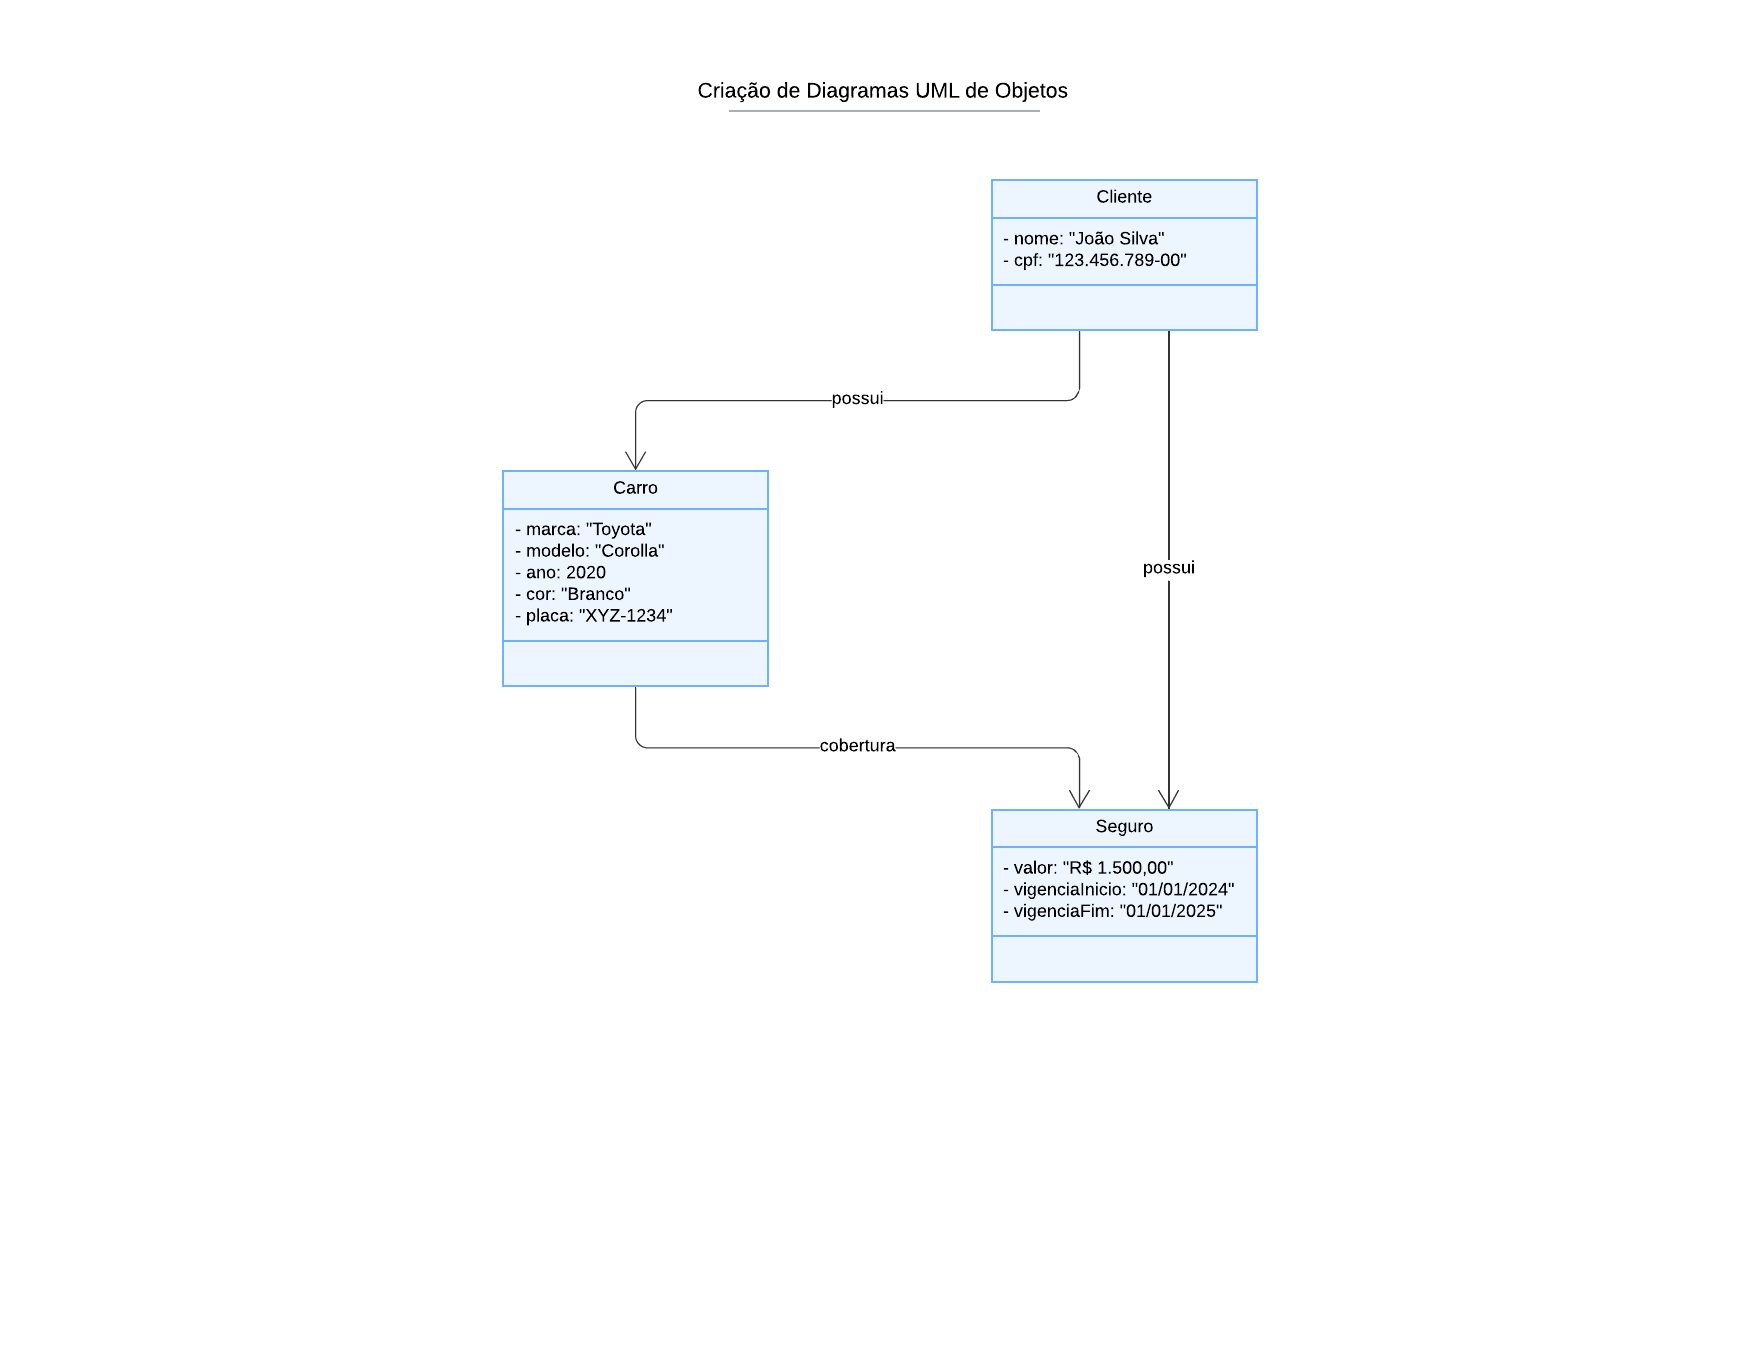 Criação de Diagramas UML de Objetos
Cliente
- nome: "João Silva"
- cpf: "123.456.789-00"
possui
Carro
- marca: "Toyota"
- modelo: "Corolla"
- ano: 2020
- cor: "Branco"
- placa: "XYZ-1234"
possui
cobertura
Seguro
- valor: "R$ 1.500,00"
- vigenciaInicio: "01/01/2024"
- vigenciaFim: "01/01/2025"